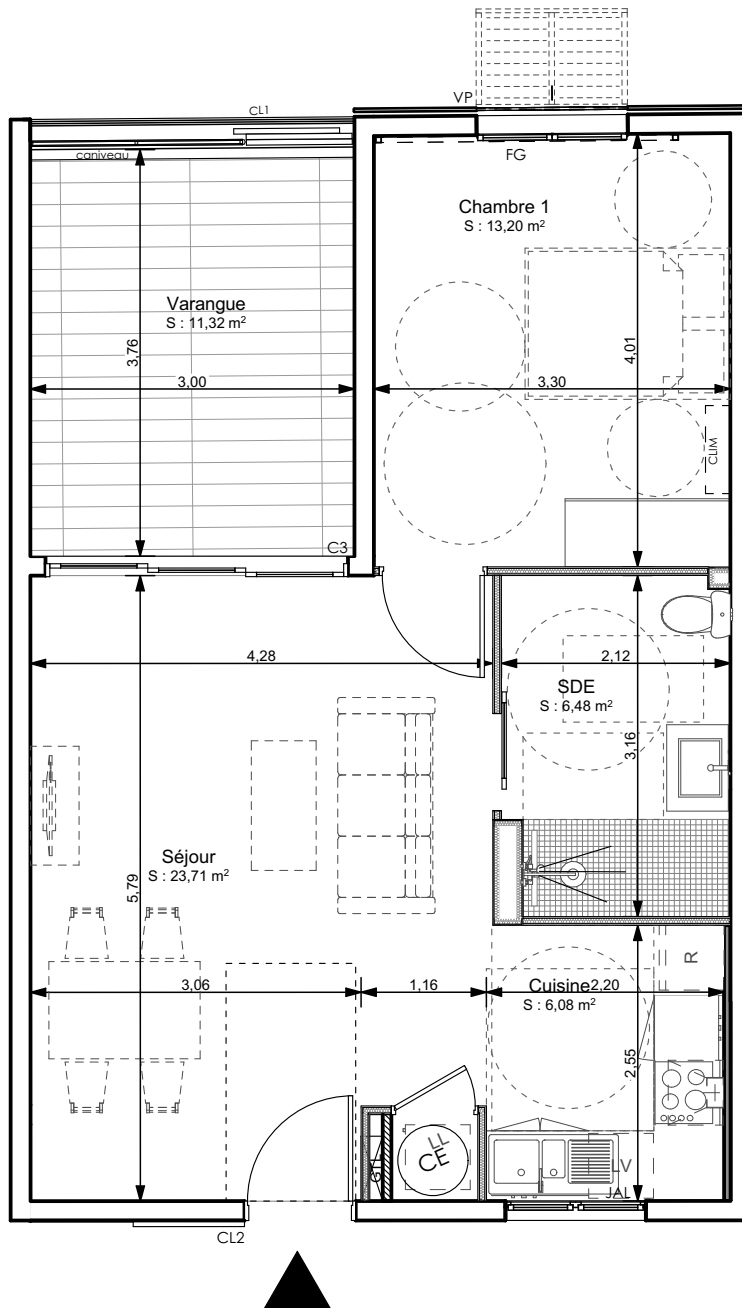 VP
CL1
caniveau
FG
Chambre 1
S : 13,20 m²
Varangue
S : 11,32 m²
3,76
4,01
3,00
3,30
CLIM
C3
4,28
2,12
SDE
S : 6,48 m²
3,16
Séjour
S : 23,71 m²
5,79
R
3,06
1,16
Cuisine
2,20
S : 6,08 m²
2,55
LL
CE
GTL
LV
JAL
CL2